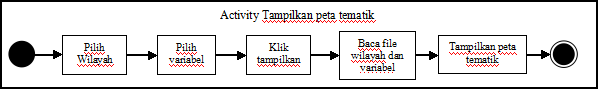 Activity Tampilkan peta tematik
Pilih
Wilayah
Pilih
variabel
Klik
tampilkan
Baca file
wilayah dan
variabel
Tampilkan peta
tematik